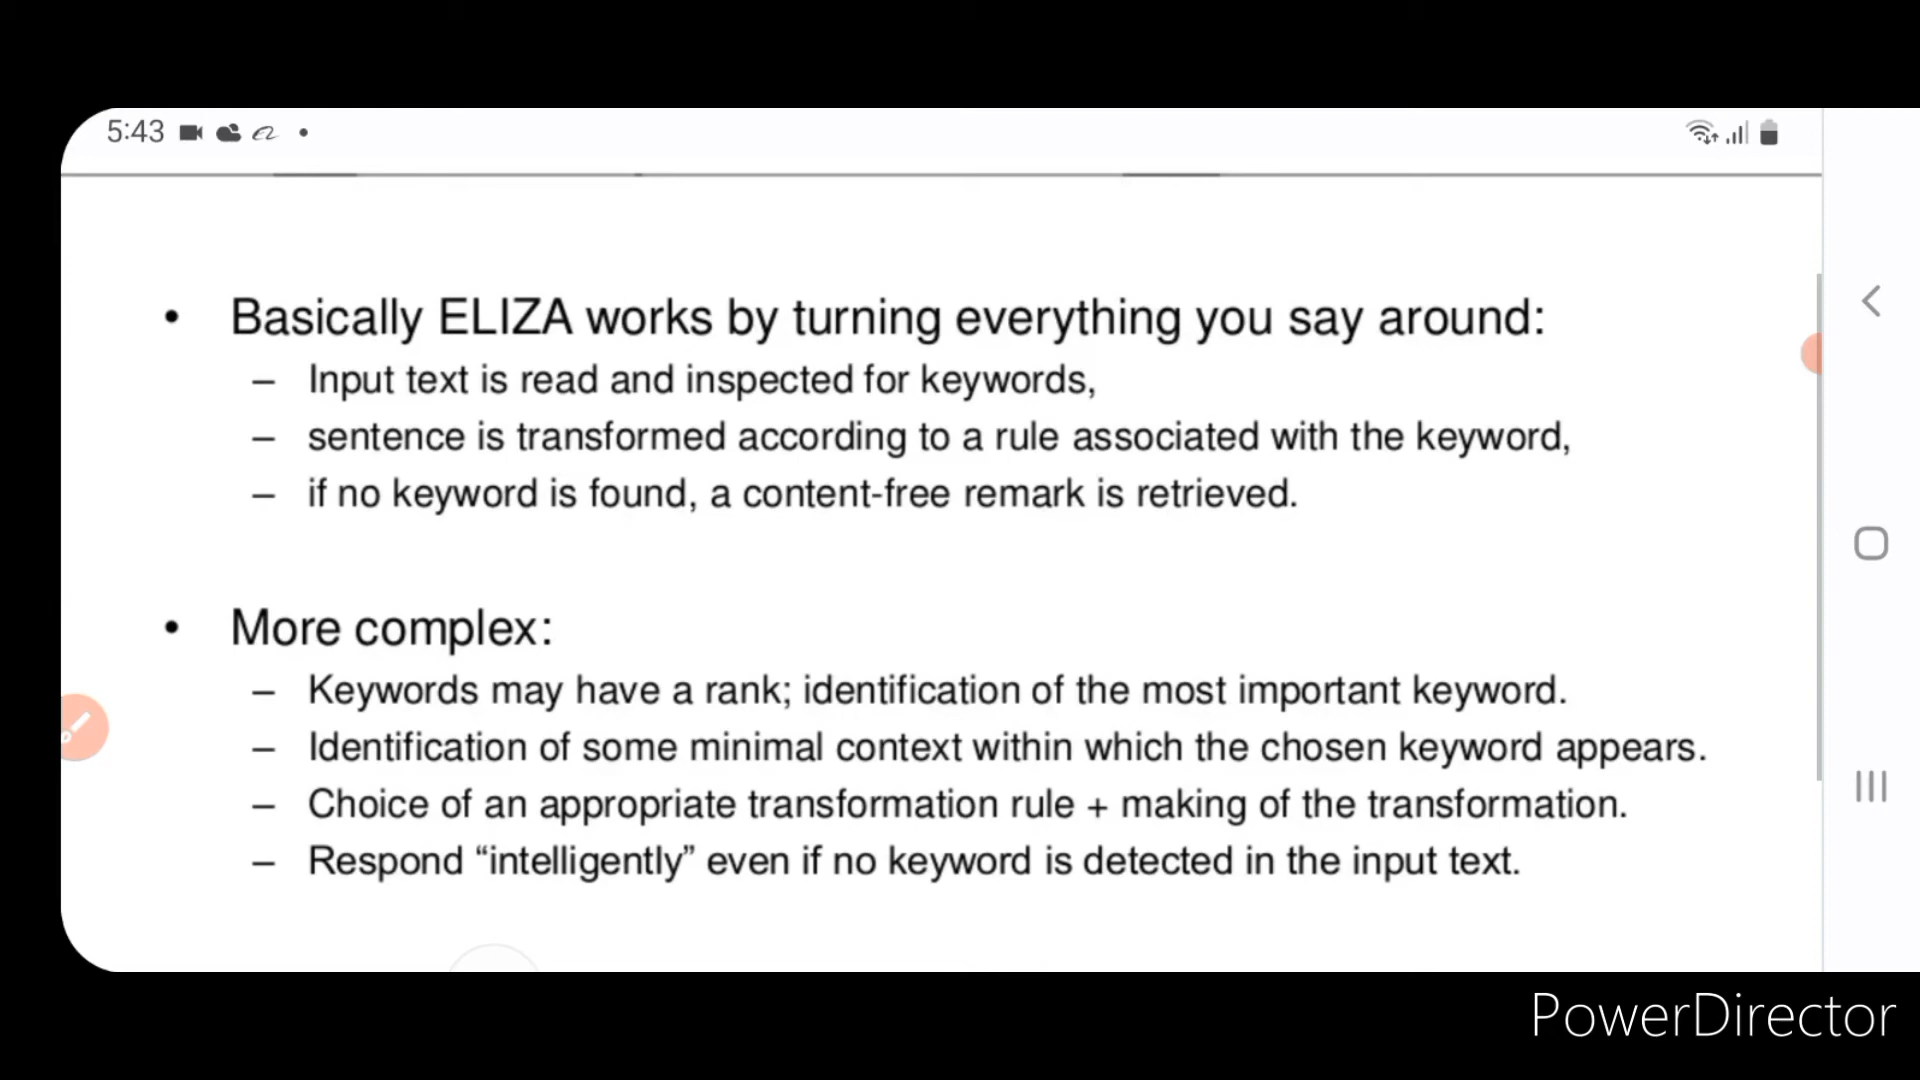 5:43
• Basically ELIZA works by turning everything you say around:
– Input text is read and inspected for keywords,
– sentence is transformed according to a rule associated with the keyword,
– if no keyword is found, a content-free remark is retrieved.
• More complex:
– Keywords may have a rank; identification of the most important keyword.
– Identification of some minimal context within which the chosen keyword appears.
– Choice of an appropriate transformation rule + making of the transformation.
– Respond “intelligently” even if no keyword is detected in the input text.
PowerDirector